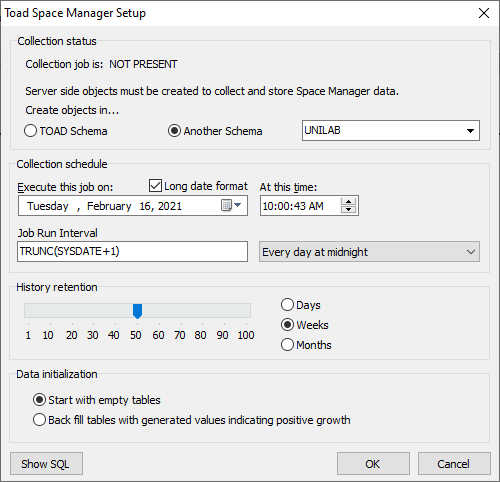 Toad Space Manager Setup
Collection status
Collection job is: NOT PRESENT
Server side objects must be created to collect and store Space Manager data.
Create objects in...
TOAD Schema Another Schema UNILAB
Collection schedule
Execute this job on: Long date format At this time:
Tuesday , February 16, 2021 10:00:43 AM
Job Run Interval
TRUNC(SYSDATE+1) Every day at midnight
History retention
Days
Weeks
1 10 20 30 40 50 60 70 80 90 100
Months
Data initialization
Start with empty tables
Back fill tables with generated values indicating positive growth
Show SQL OK Cancel